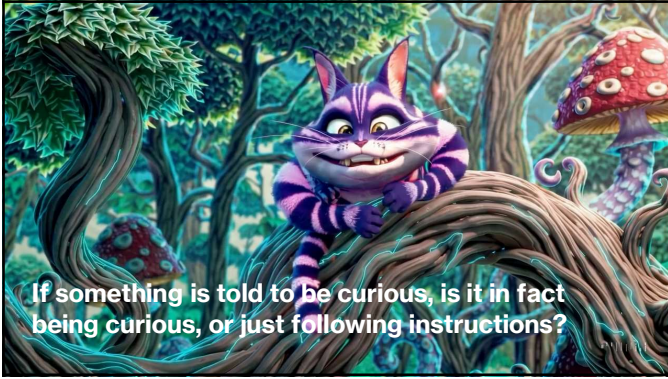 If something is told to be curious, is it in fact
being curious, or just following instructions?